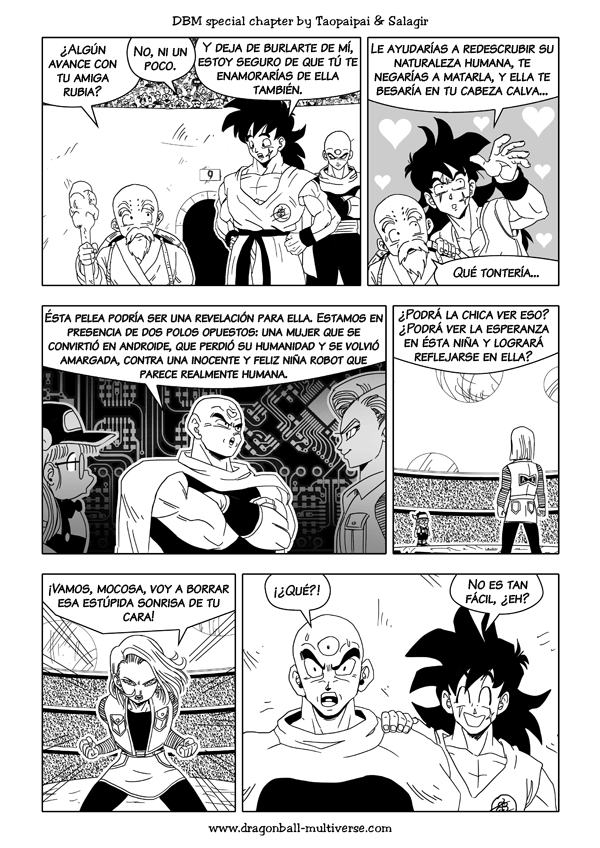 DBM special chapter by Taopaipai & Salagir
¿Algún
avance con
tu amiga
rubia?
No, ni un
poco.
Y deja de burlarte de mí,
estoy seguro de que tú te
enamorarías de ella
también.
9
Le ayudarías a redescrubir su
naturaleza humana, te
negarías a matarla, y ella te
besaría en tu cabeza calva...
Qué tontería...
Ésta pelea podría ser una revelación para ella. Estamos en
presencia de dos polos opuestos: una mujer que se
convirtió en androide, que perdió su humanidad y se volvió
amargada, contra una inocente y feliz niña robot que
parece realmente humana.
¿Podrá la chica ver eso?
¿Podrá ver la esperanza
en ésta niña y logrará
reflejarse en ella?
¡Vamos, mocosa, voy a borrar
esa estúpida sonrisa de tu
cara!
¡¿Qué?!
No es tan
fácil, ¿eh?
www.dragonball-multiverse.com